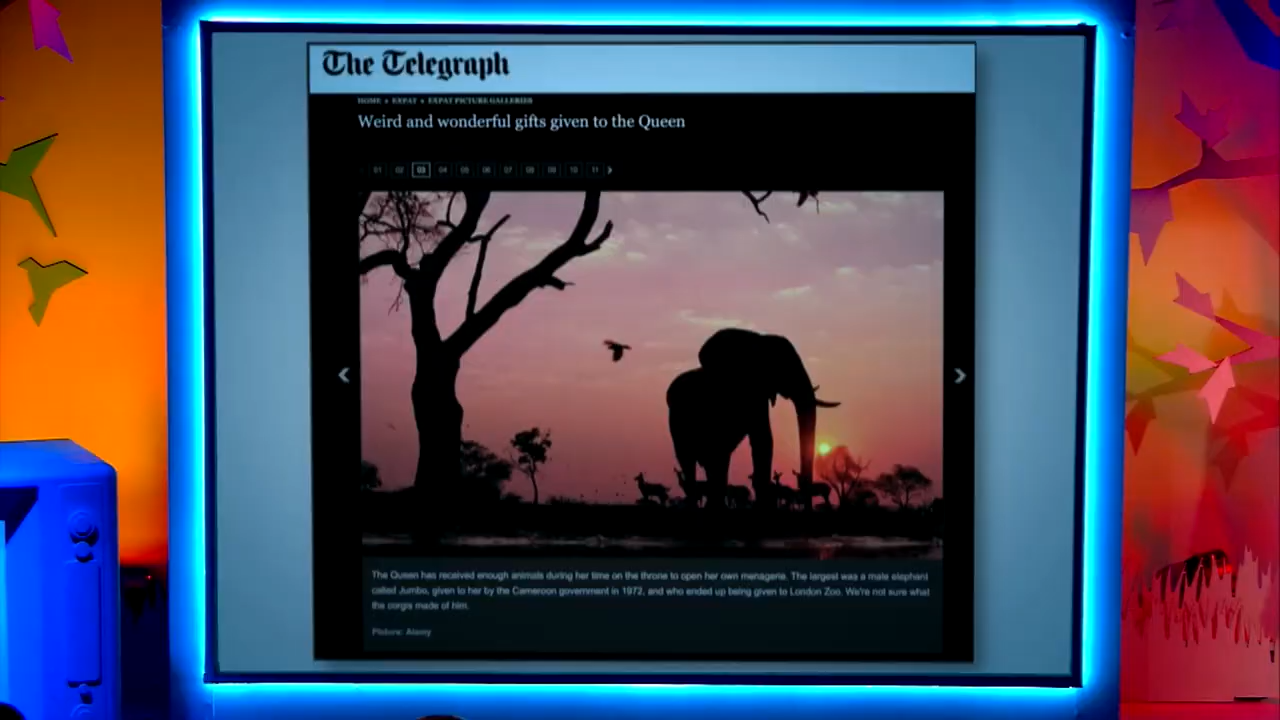 The Telegraph
HOME » EXPAT » EXPAT PICTURE GALLERIES
Weird and wonderful gifts given to the Queen
01 02 03 04 05 06 07 08 09 10 11
The Queen has received enough animals during her time on the throne to open her own menagerie. The largest was a male elephant
called Jumbo, given to her by the Cameroon government in 1972, and who ended up being given to London Zoo. We're not sure what
the corgis made of him.
Picture: Alamy